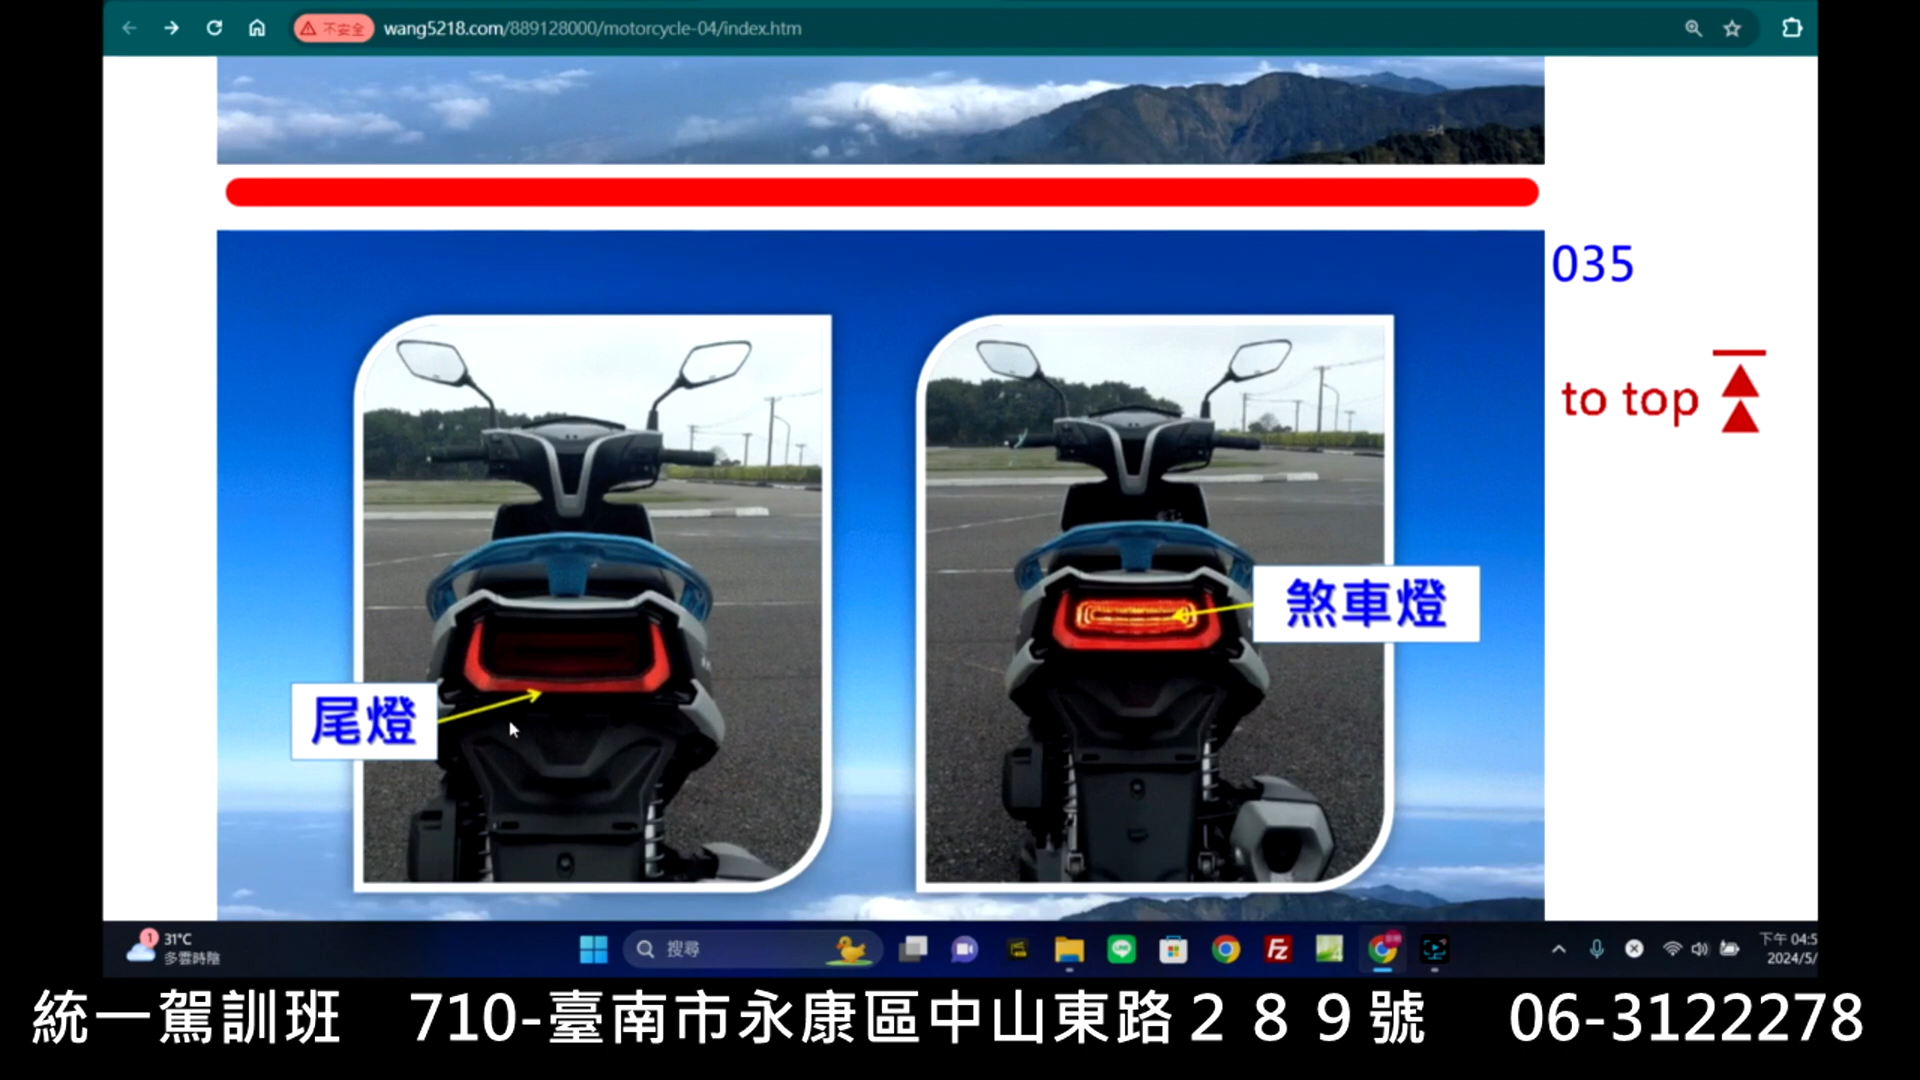 不安全 wang5218.com/889128000/motorcycle-04/index.htm
34
035
to top
煞車燈
尾燈
1 31°C
多雲時陰
搜尋
下午 04:5
2024/5/
統一駕訓班 710-臺南市永康區中山東路２８９號 06-3122278